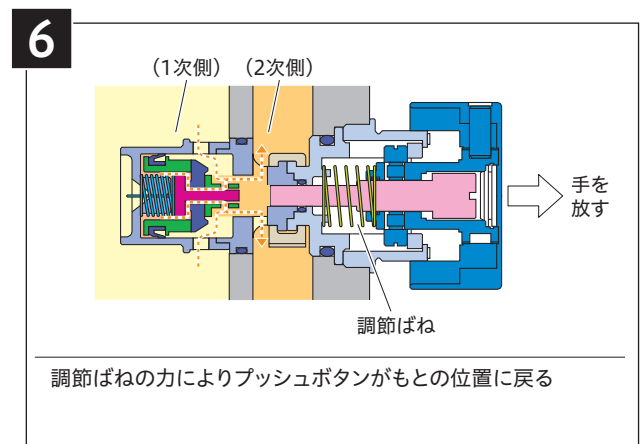 6
（1次側）（2次側）
手を
放す
調節ばね
調節ばねの力によりプッシュボタンがもとの位置に戻る